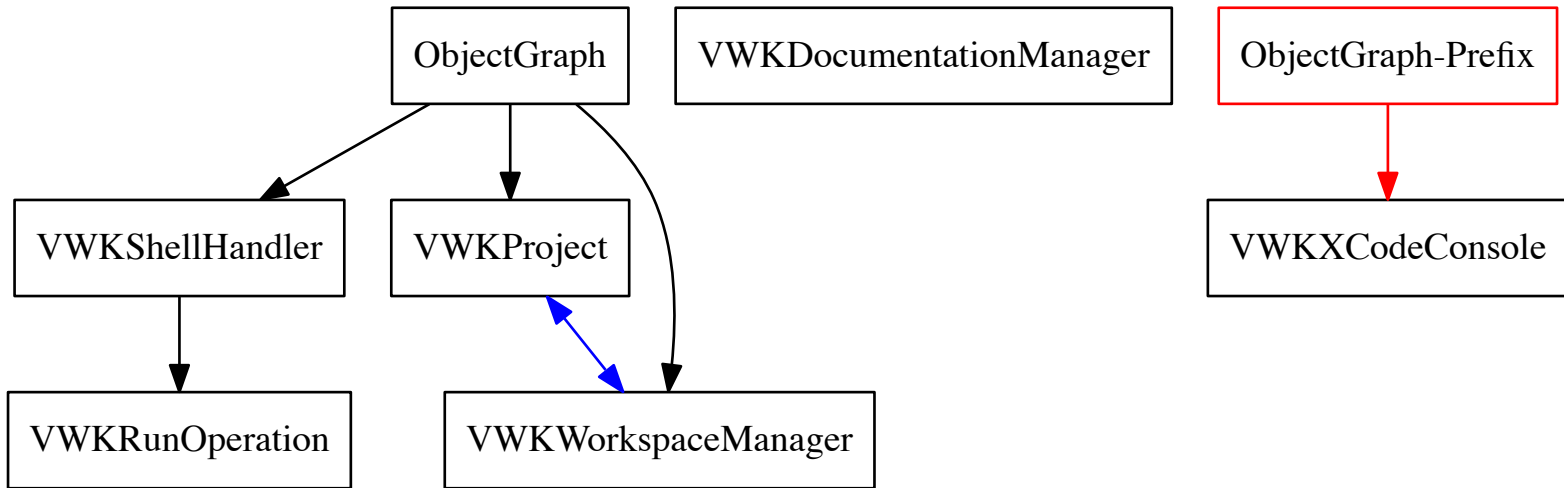 ObjectGraph
VWKDocumentationManager
ObjectGraph-Prefix
VWKShellHandler
VWKProject
VWKXCodeConsole
VWKRunOperation
VWKWorkspaceManager